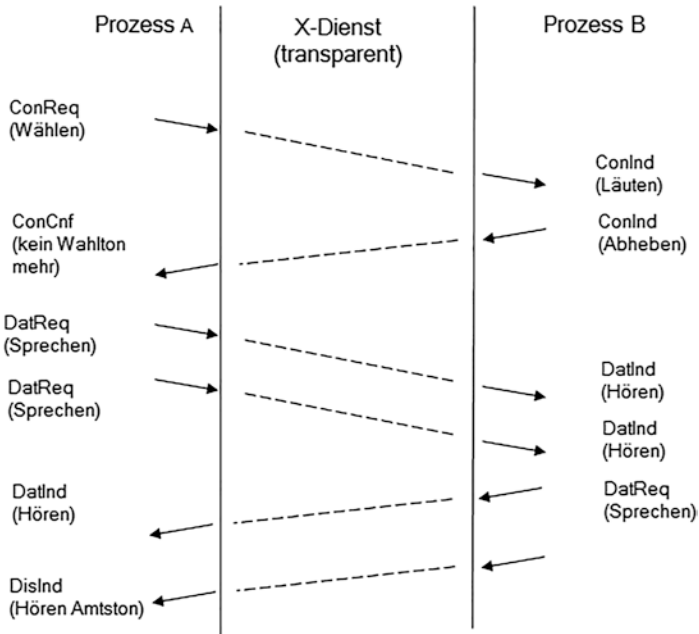 Prozess A
X-Dienst
(transparent)
Prozess B
ConReq
(Wählen)
ConInd
(Läuten)
ConCnf
(kein Wahlton
mehr)
ConInd
(Abheben)
DatReq
(Sprechen)
DatInd
(Hören)
DatReq
(Sprechen)
DatInd
(Hören)
DatInd
(Hören)
DatReq
(Sprechen)
DisInd
(Hören Amtston)